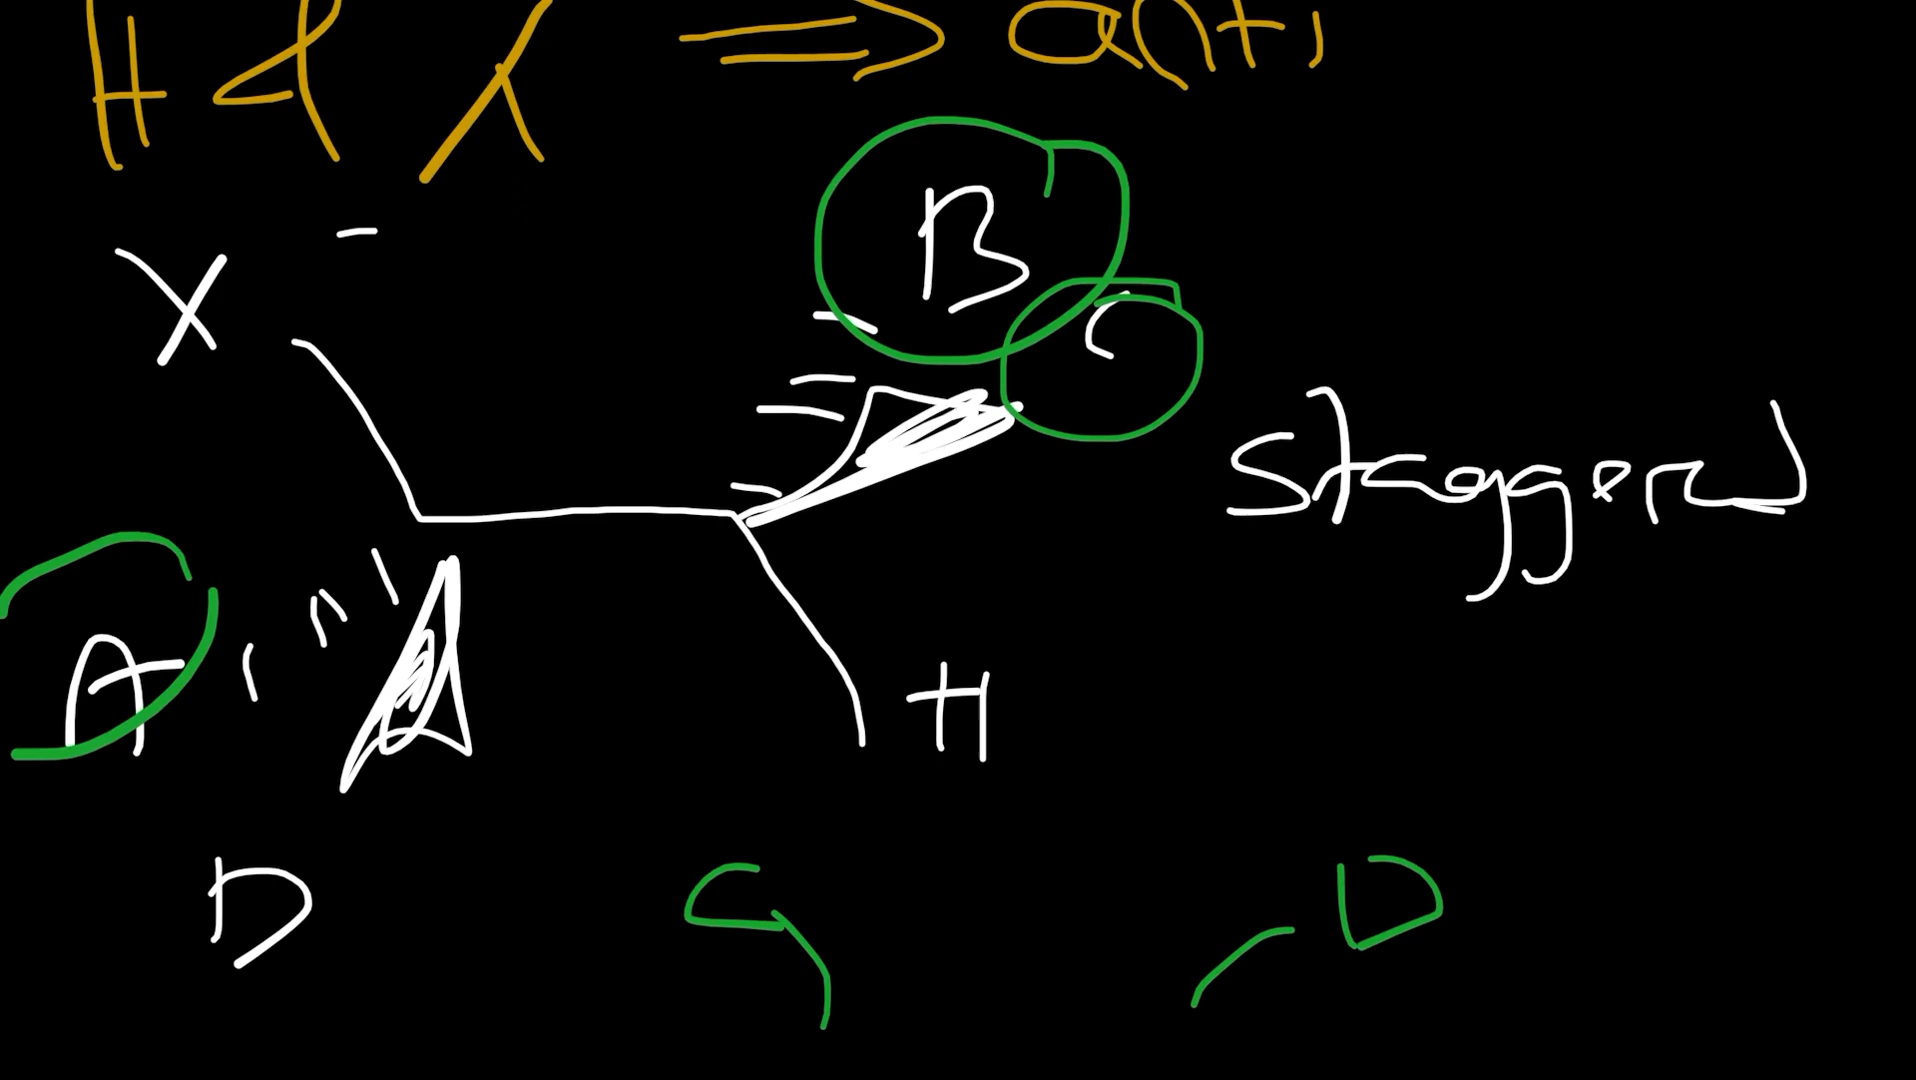 H & X ⇒ anti
B
X -
C
Staggered
A
H
D
C D